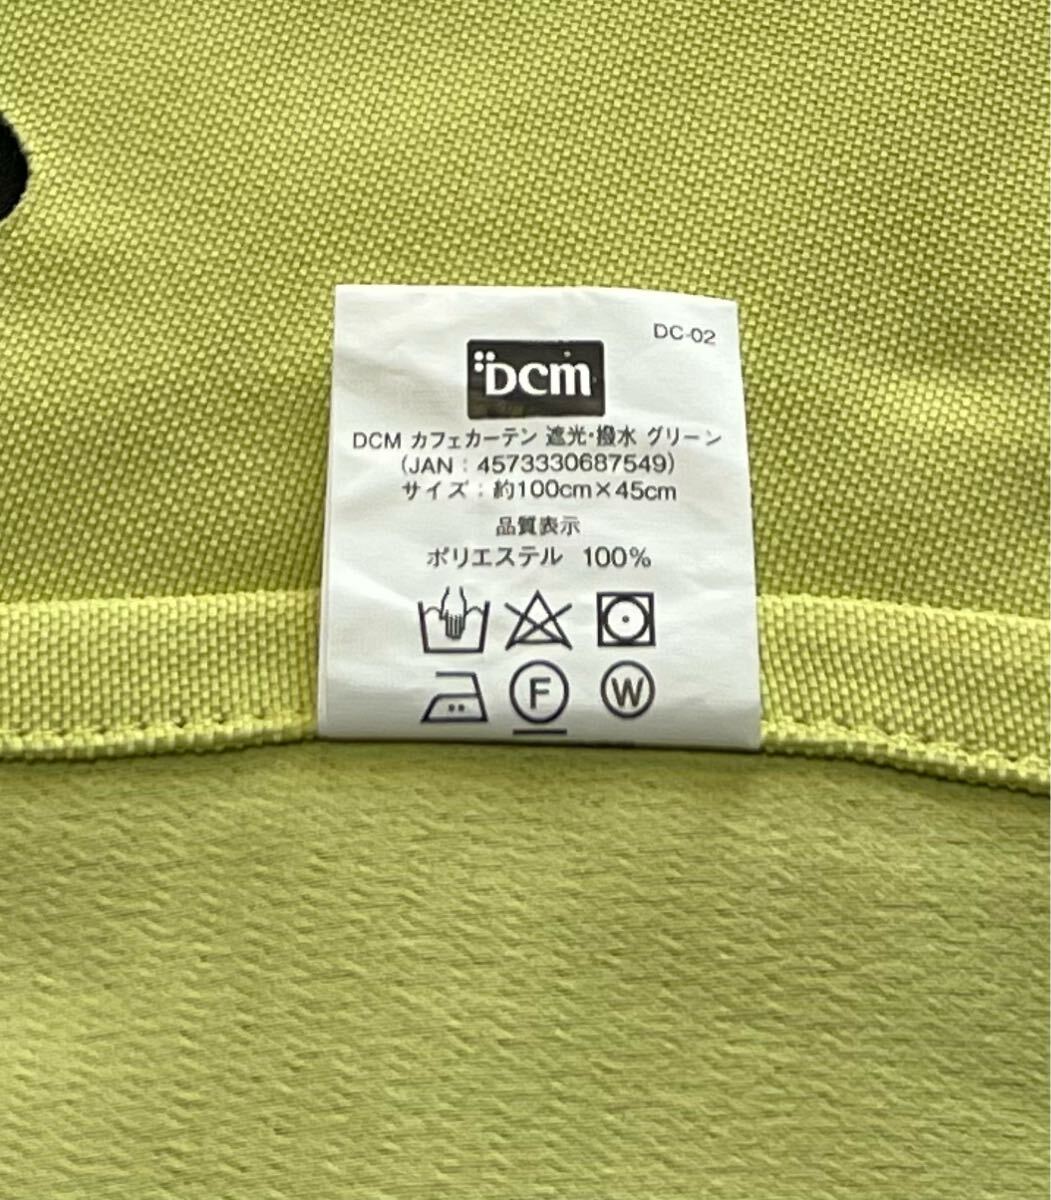 DC-02
DCM
DCM カフェカーテン 遮光・撥水 グリーン
(JAN:4573330687549)
サイズ:約100cm×45cm
品質表示
ポリエステル 100%
F W